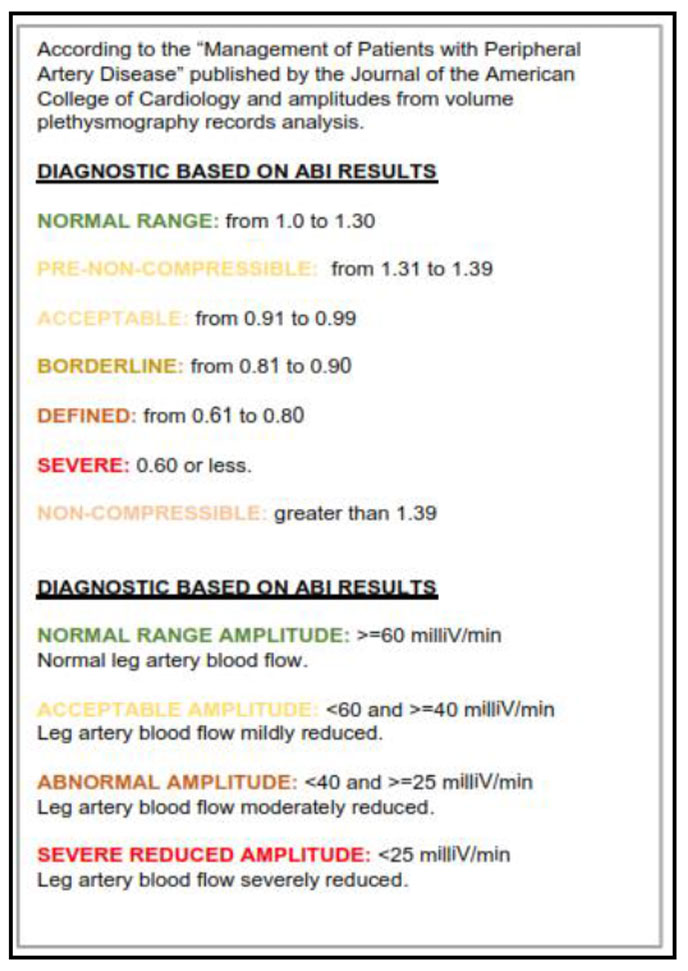 According to the “Management of Patients with Peripheral
Artery Disease” published by the Journal of the American
College of Cardiology and amplitudes from volume
plethysmography records analysis.
DIAGNOSTIC BASED ON ABI RESULTS
NORMAL RANGE: from 1.0 to 1.30
PRE-NON-COMPRESSIBLE: from 1.31 to 1.39
ACCEPTABLE: from 0.91 to 0.99
BORDERLINE: from 0.81 to 0.90
DEFINED: from 0.61 to 0.80
SEVERE: 0.60 or less.
NON-COMPRESSIBLE: greater than 1.39
DIAGNOSTIC BASED ON ABI RESULTS
NORMAL RANGE AMPLITUDE: >=60 milliV/min
Normal leg artery blood flow.
ACCEPTABLE AMPLITUDE: <60 and >=40 milliV/min
Leg artery blood flow mildly reduced.
ABNORMAL AMPLITUDE: <40 and >=25 milliV/min
Leg artery blood flow moderately reduced.
SEVERE REDUCED AMPLITUDE: <25 milliV/min
Leg artery blood flow severely reduced.